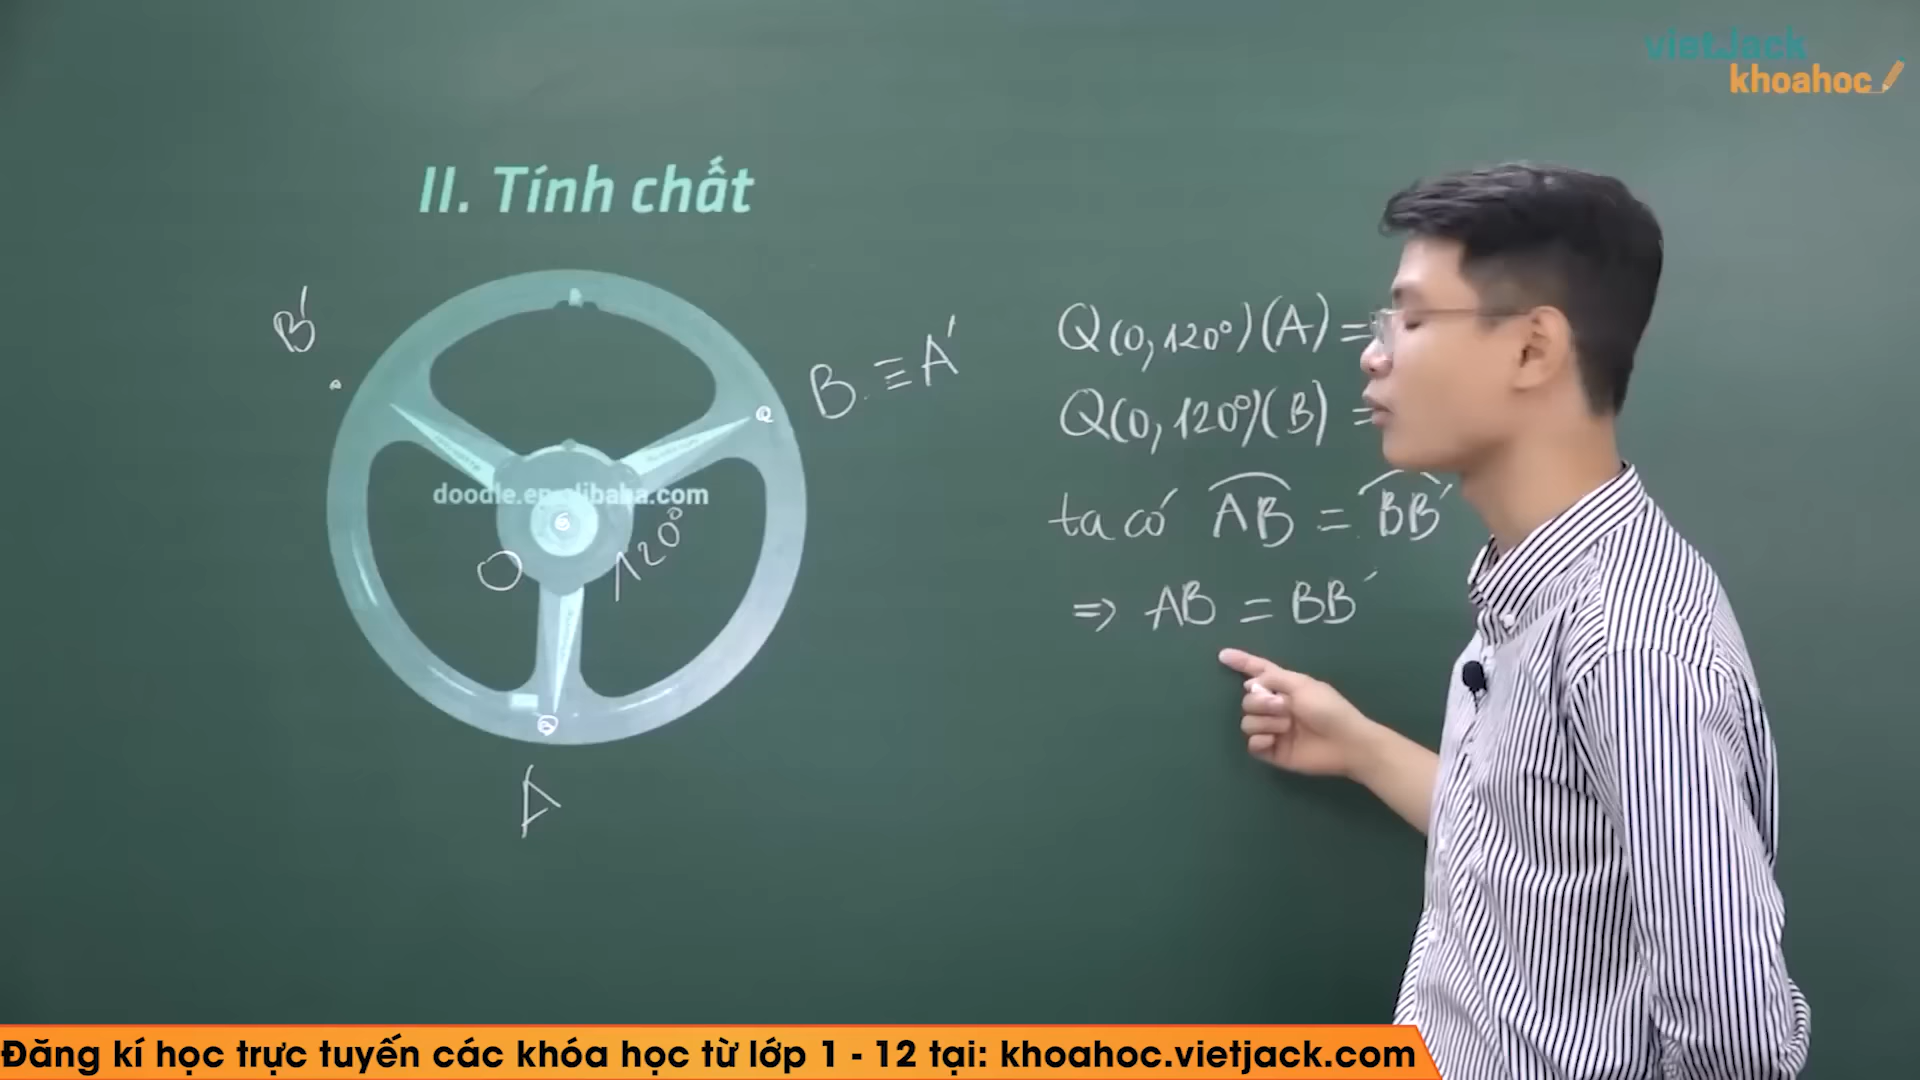 vietjack
khoahoc
II. Tính chất
B'
B ≡ A'
doodle.en.alibaba.com
O
120°
A
Q(O,120°)(A) =
Q(O,120°)(B) =
ta có AB = BB'
=> AB = BB'
Đăng kí học trực tuyến các khóa học từ lớp 1 - 12 tại: khoahoc.vietjack.com